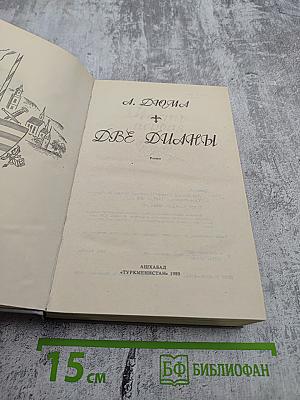 А. ДЮМА
ДВЕ ДИАНЫ
Роман
АШХАБАД
«ТУРКМЕНИСТАН» 1989
15 СМ
БФ БИБЛИОФАН